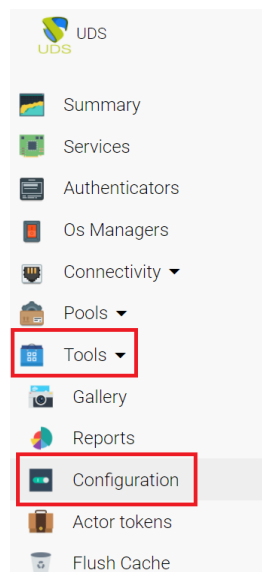 UDS
UDS
Summary
Services
Authenticators
Os Managers
Connectivity
Pools
Tools
Gallery
Reports
Configuration
Actor tokens
Flush Cache